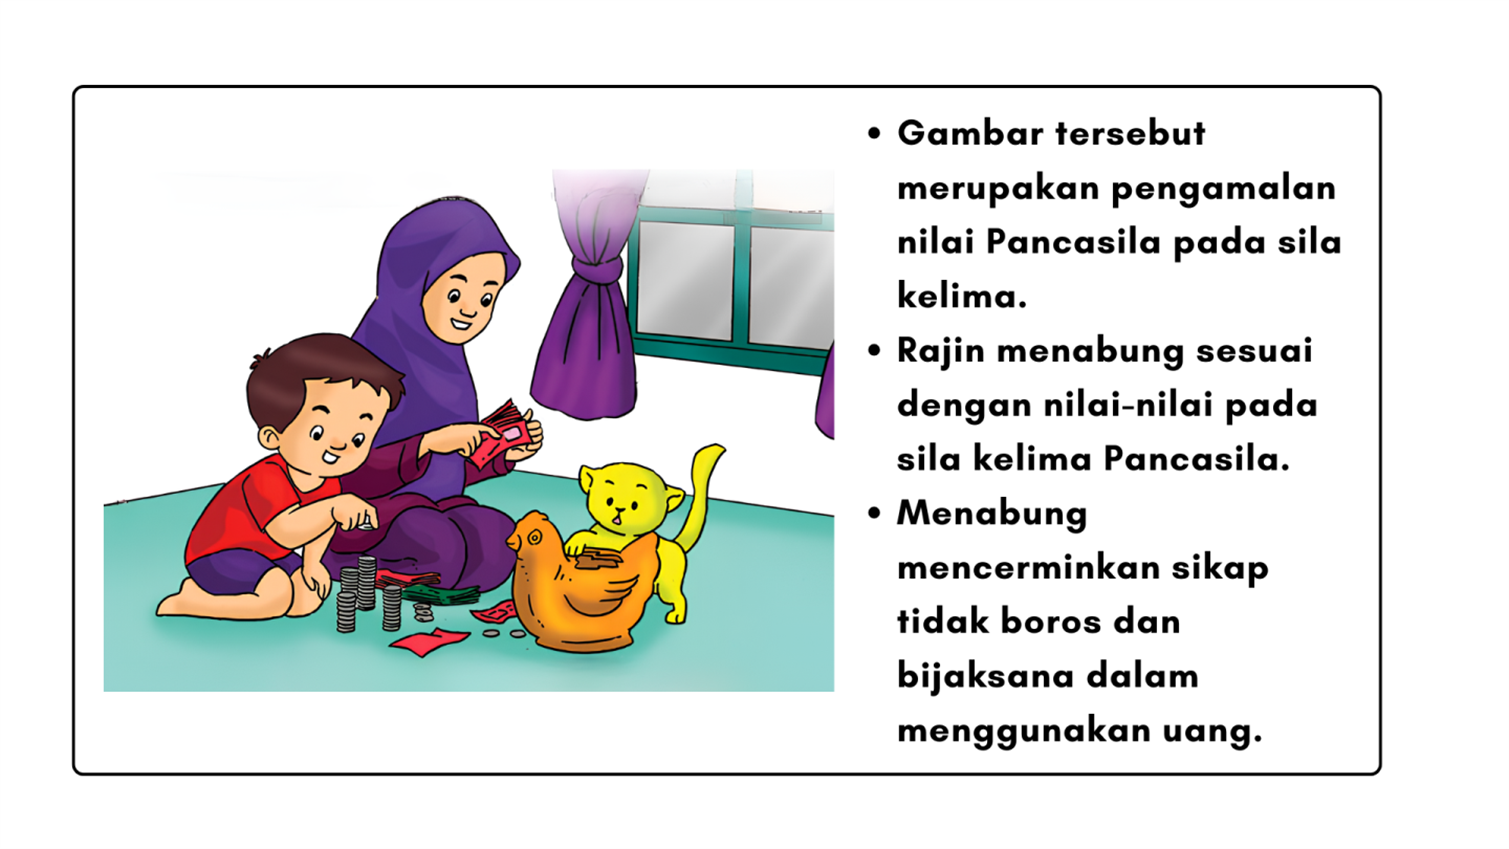 • Gambar tersebut
merupakan pengamalan
nilai Pancasila pada sila
kelima.
• Rajin menabung sesuai
dengan nilai-nilai pada
sila kelima Pancasila.
• Menabung
mencerminkan sikap
tidak boros dan
bijaksana dalam
menggunakan uang.